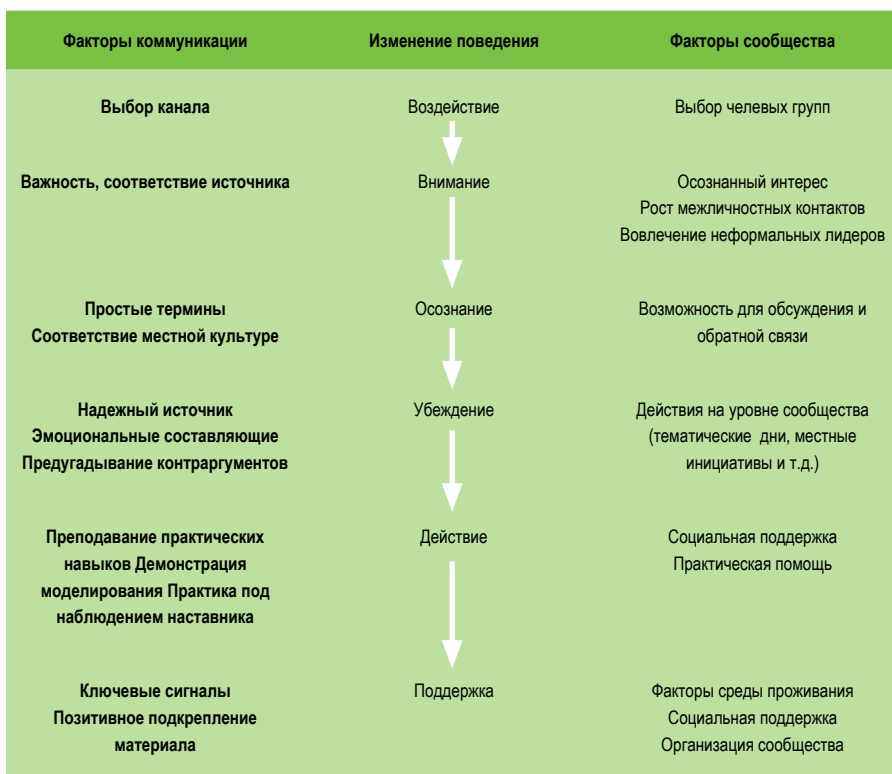 Факторы коммуникации Изменение поведения Факторы сообщества
Выбор канала Воздействие Выбор челевых групп
Важность, соответствие источника Внимание Осознанный интерес
Рост межличностных контактов
Вовлечение неформальных лидеров
Простые термины Осознание Возможность для обсуждения и
Соответствие местной культуре обратной связи
Надежный источник Убеждение Действия на уровне сообщества
Эмоциональные составляющие (тематические дни, местные
Предугадывание контраргументов инициативы и т.д.)
Преподавание практических Действие Социальная поддержка
навыков Демонстрация Практическая помощь
моделирования Практика под
наблюдением наставника
Ключевые сигналы Поддержка Факторы среды проживания
Позитивное подкрепление Социальная поддержка
материала Организация сообщества